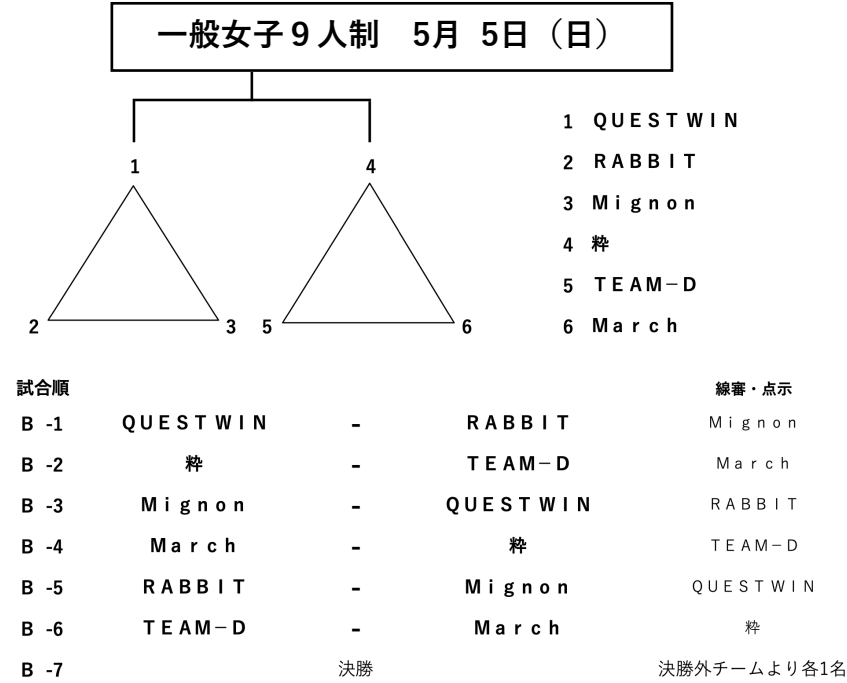 一般女子９人制　5月 5日（日）
1 QUESTWIN
1 4
2 RABBIT
3 Mignon
4 粋
5 TEAM－D
2 3 5 6
6 March
試合順 線審・点示
B -1 QUESTWIN - RABBIT Mignon
B -2 粋 - TEAM－D March
B -3 Mignon - QUESTWIN RABBIT
B -4 March - 粋 TEAM－D
B -5 RABBIT - Mignon QUESTWIN
B -6 TEAM－D - March 粋
B -7 決勝 決勝外チームより各1名